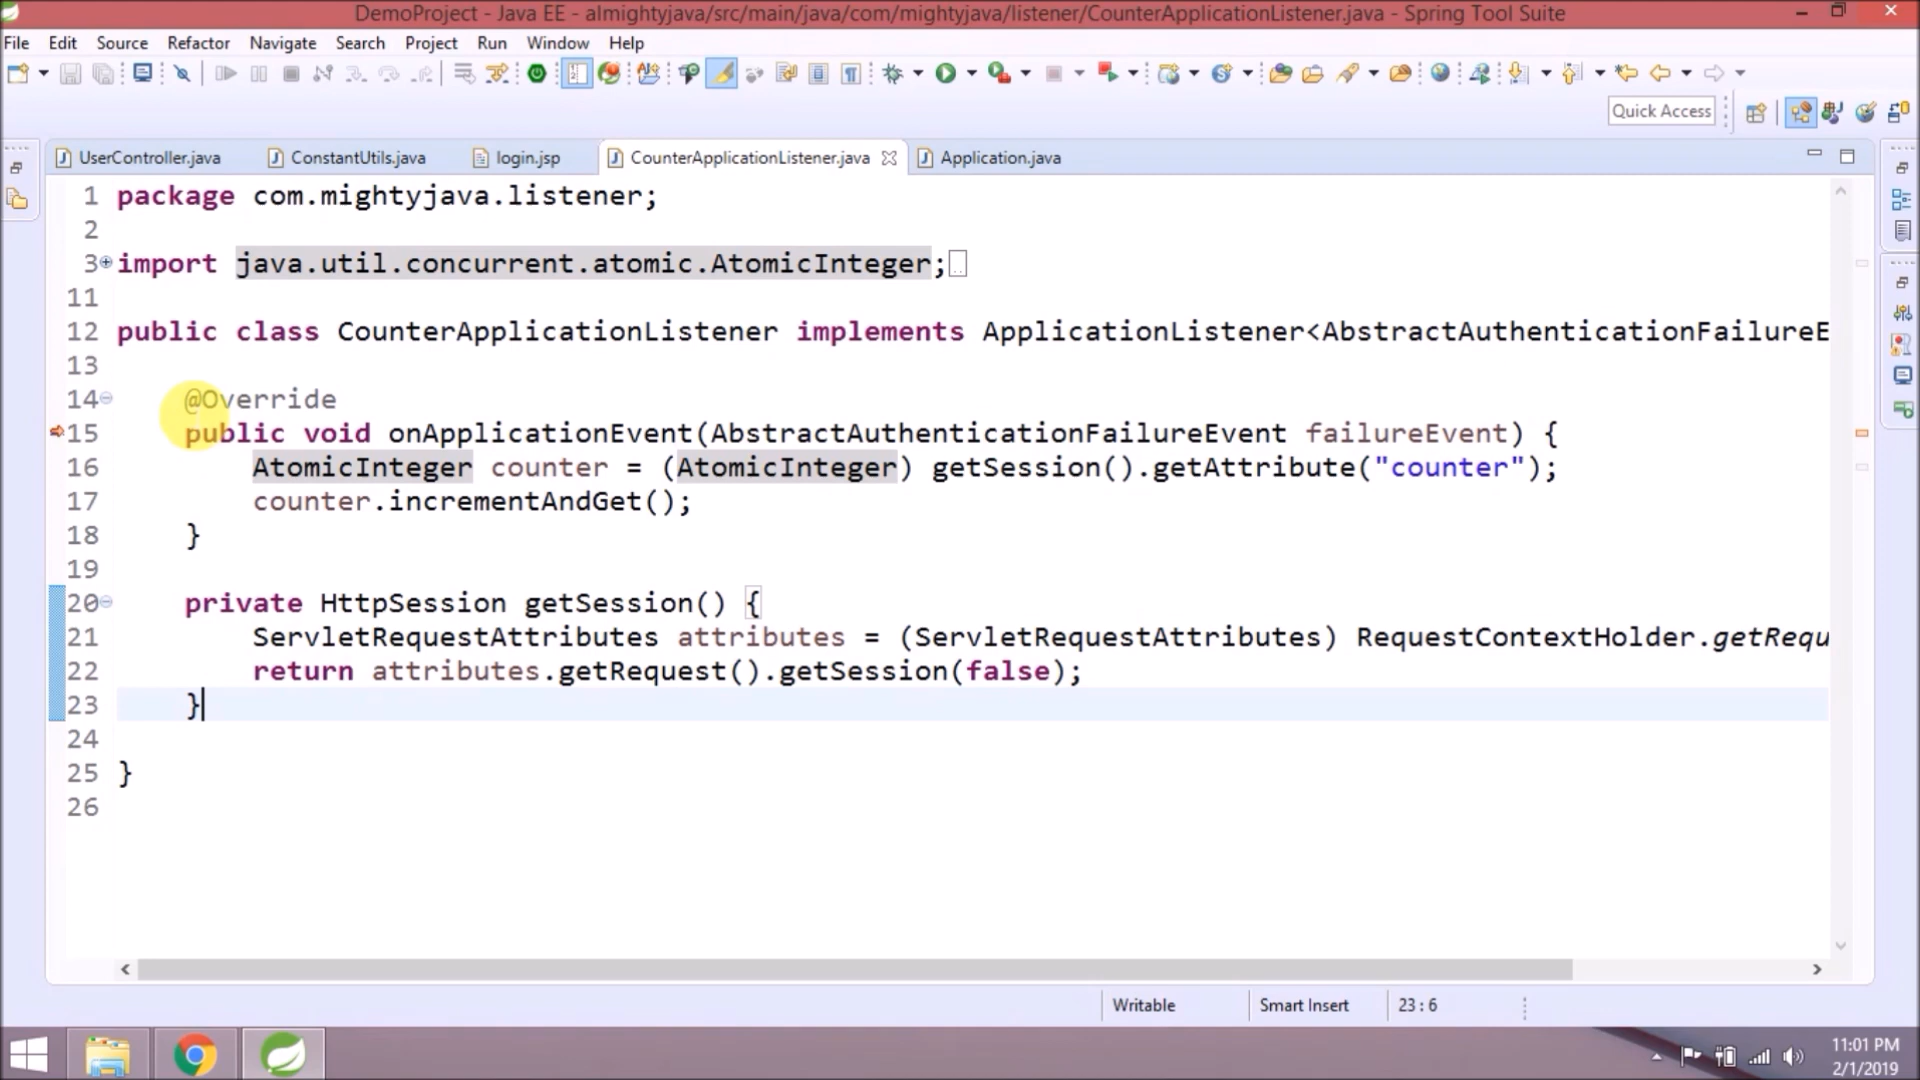 DemoProject - Java EE - almightyjava/src/main/java/com/mightyjava/listener/CounterApplicationListener.java - Spring Tool Suite
File Edit Source Refactor Navigate Search Project Run Window Help
Quick Access
UserController.java ConstantUtils.java login.jsp CounterApplicationListener.java Application.java
1 package com.mightyjava.listener;
2
3 import java.util.concurrent.atomic.AtomicInteger;
11
12 public class CounterApplicationListener implements ApplicationListener<AbstractAuthenticationFailureE
13
14 @Override
15 public void onApplicationEvent(AbstractAuthenticationFailureEvent failureEvent) {
16 AtomicInteger counter = (AtomicInteger) getSession().getAttribute("counter");
17 counter.incrementAndGet();
18 }
19
20 private HttpSession getSession() {
21 ServletRequestAttributes attributes = (ServletRequestAttributes) RequestContextHolder.getRequ
22 return attributes.getRequest().getSession(false);
23 }
24
25 }
26
Writable Smart Insert 23 : 6
11:01 PM
2/1/2019